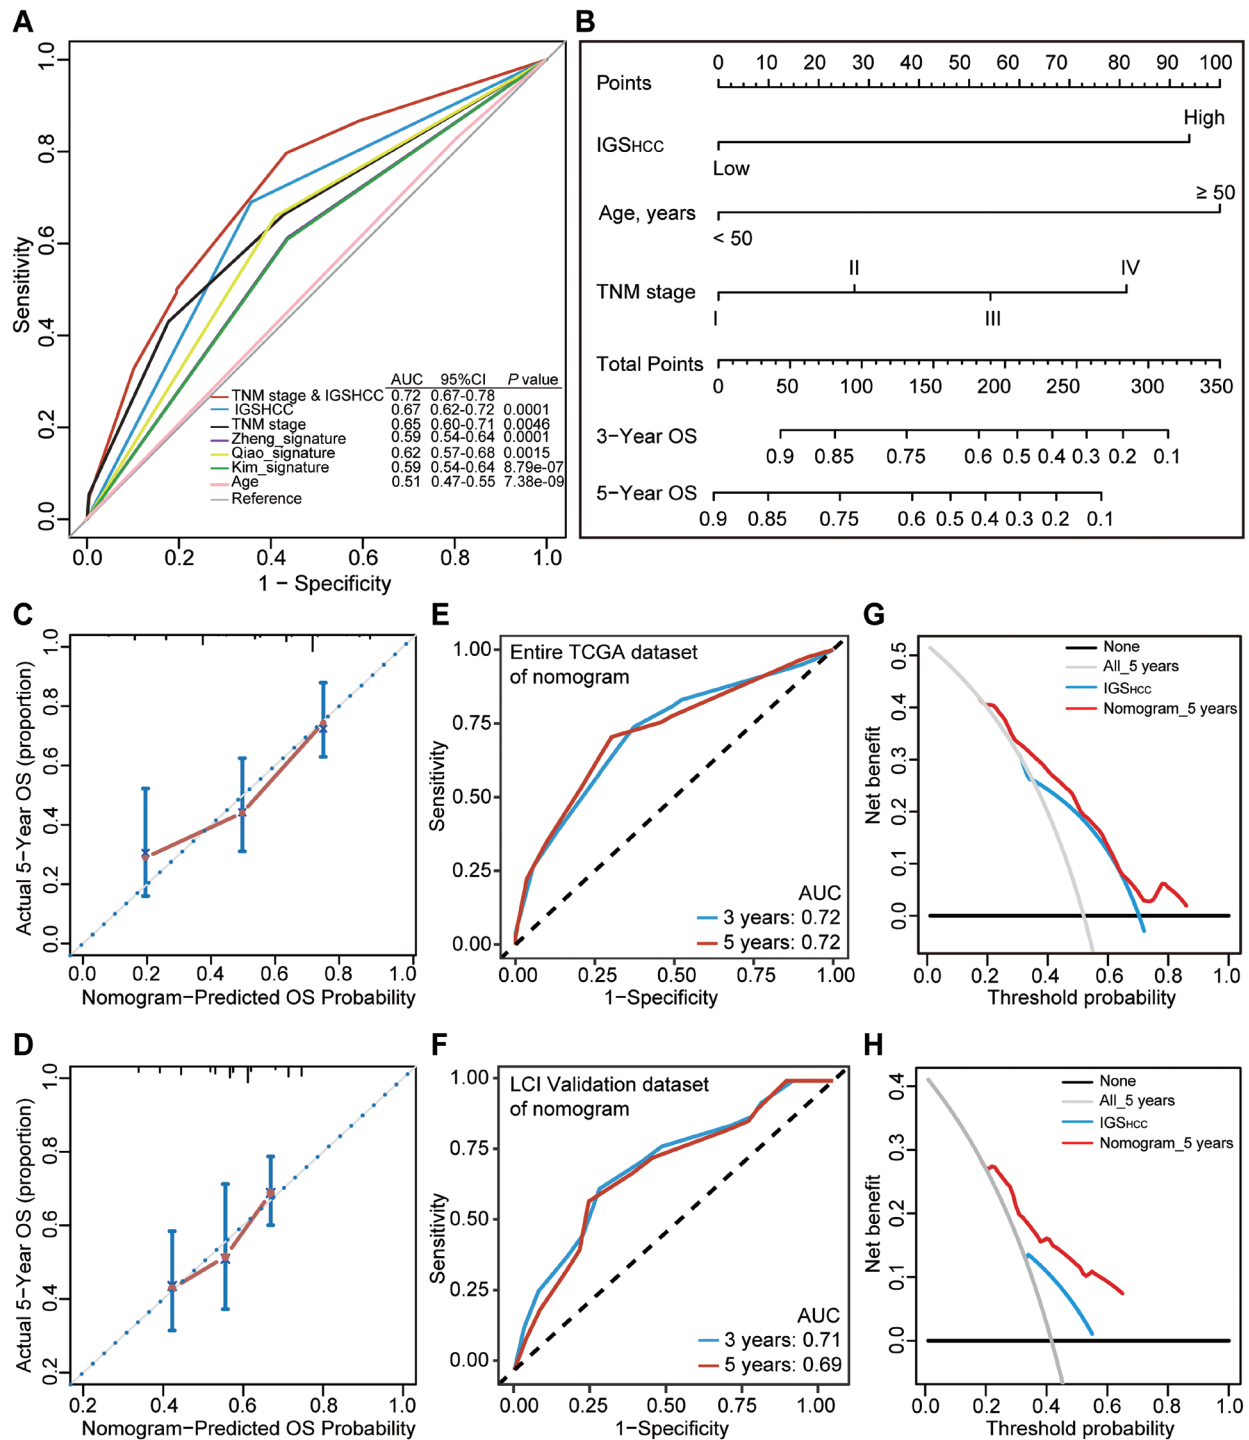 A
1.0
0.8
0.6
0.4
0.2
0.0
Sensitivity
AUC 95%CI P value
TNM stage & IGSHCC 0.72 0.67-0.78
IGSHCC 0.67 0.62-0.72 0.0001
TNM stage 0.65 0.60-0.71 0.0046
Zheng_signature 0.59 0.54-0.64 0.0001
Qiao_signature 0.62 0.57-0.68 0.0015
Kim_signature 0.59 0.54-0.64 8.79e-07
Age 0.51 0.47-0.55 7.38e-09
Reference
0.0 0.2 0.4 0.6 0.8 1.0
1 − Specificity
B
Points
0 10 20 30 40 50 60 70 80 90 100
IGSHCC
High
Low
Age, years
≥ 50
< 50
TNM stage
II IV
I III
Total Points
0 50 100 150 200 250 300 350
3−Year OS
0.9 0.85 0.75 0.6 0.5 0.4 0.3 0.2 0.1
5−Year OS
0.9 0.85 0.75 0.6 0.5 0.4 0.3 0.2 0.1
C
1.0
0.8
0.6
0.4
0.2
0.0
Actual 5−Year OS (proportion)
0.0 0.2 0.4 0.6 0.8 1.0
Nomogram−Predicted OS Probability
E
Entire TCGA dataset
of nomogram
1.00
0.75
0.50
0.25
0.00
Sensitivity
AUC
3 years: 0.72
5 years: 0.72
0.00 0.25 0.50 0.75 1.00
1−Specificity
G
None
All_5 years
IGSHCC
Nomogram_5 years
0.5
0.4
0.3
0.2
0.1
0.0
Net benefit
0.0 0.2 0.4 0.6 0.8 1.0
Threshold probability
D
1.0
0.8
0.6
0.4
0.2
Actual 5−Year OS (proportion)
0.2 0.4 0.6 0.8 1.0
Nomogram−Predicted OS Probability
F
LCI Validation dataset
of nomogram
1.00
0.75
0.50
0.25
0.00
Sensitivity
AUC
3 years: 0.71
5 years: 0.69
0.00 0.25 0.50 0.75 1.00
1−Specificity
H
None
All_5 years
IGSHCC
Nomogram_5 years
0.4
0.3
0.2
0.1
0.0
Net benefit
0.0 0.2 0.4 0.6 0.8 1.0
Threshold probability